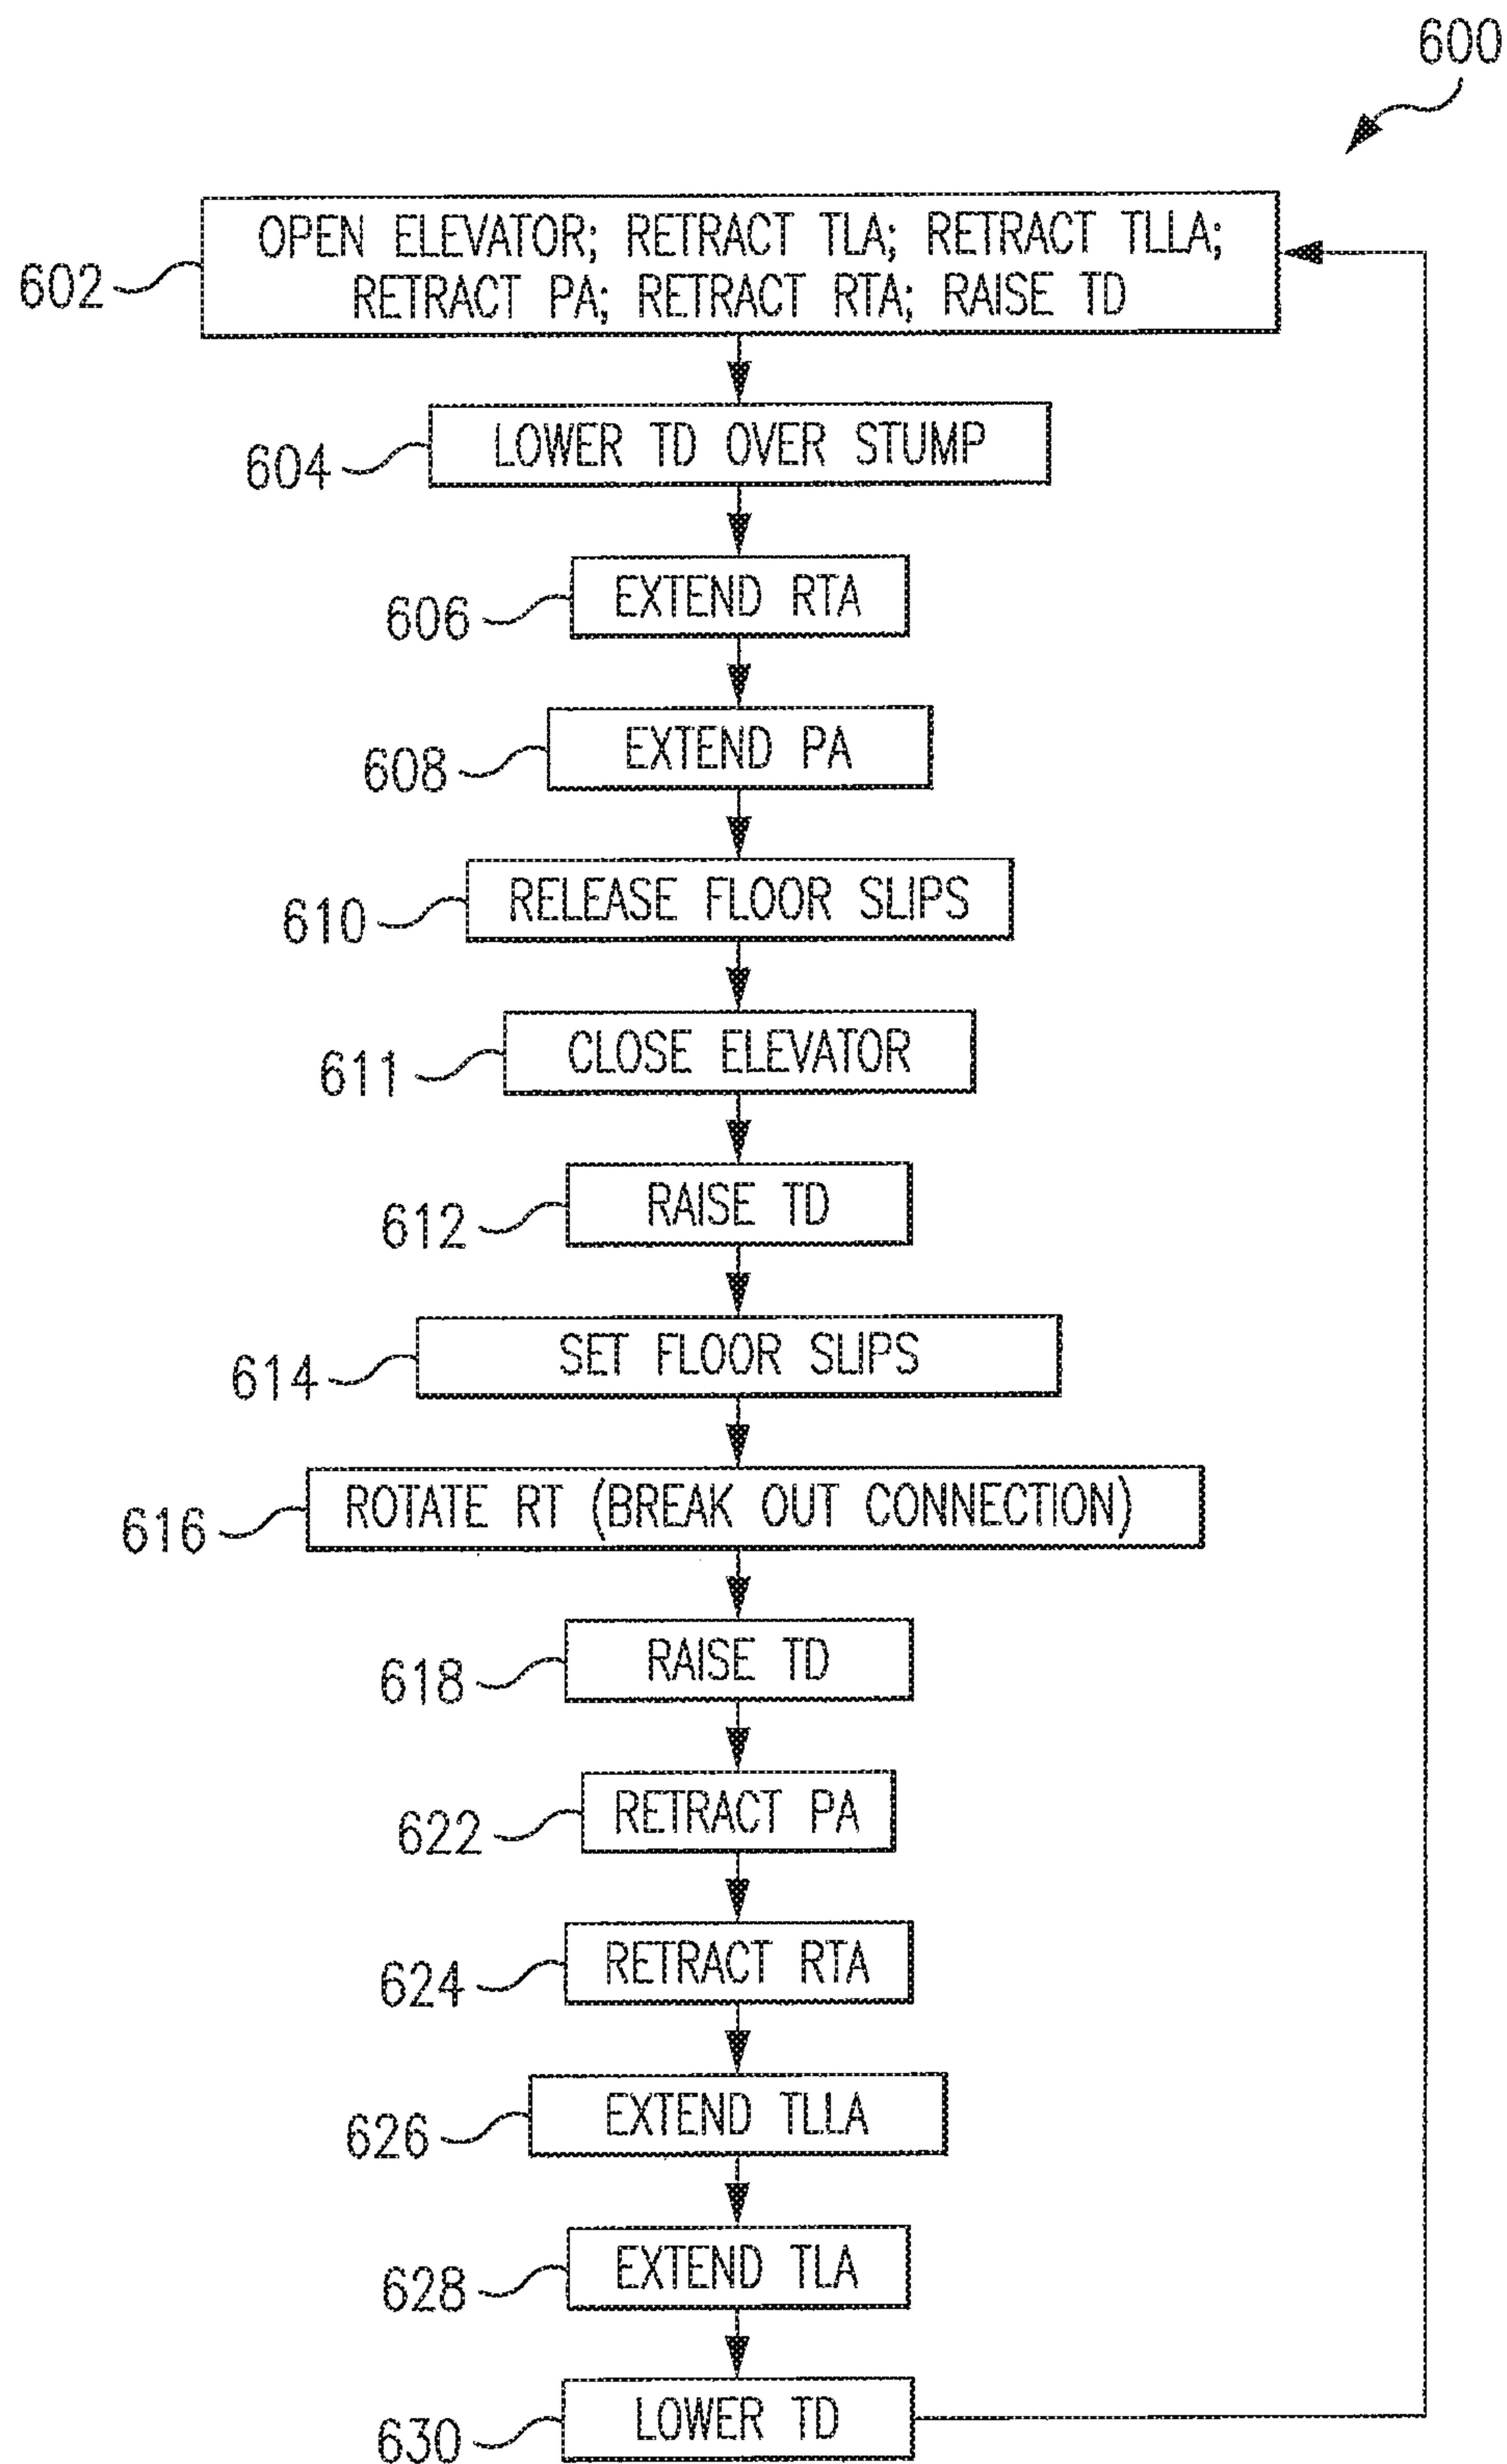 600
602
OPEN ELEVATOR; RETRACT TLA; RETRACT TLLA;
RETRACT PA; RETRACT RTA; RAISE TD
604
LOWER TD OVER STUMP
606
EXTEND RTA
608
EXTEND PA
610
RELEASE FLOOR SLIPS
611
CLOSE ELEVATOR
612
RAISE TD
614
SET FLOOR SLIPS
616
ROTATE RT (BREAK OUT CONNECTION)
618
RAISE TD
622
RETRACT PA
624
RETRACT RTA
626
EXTEND TLLA
628
EXTEND TLA
630
LOWER TD